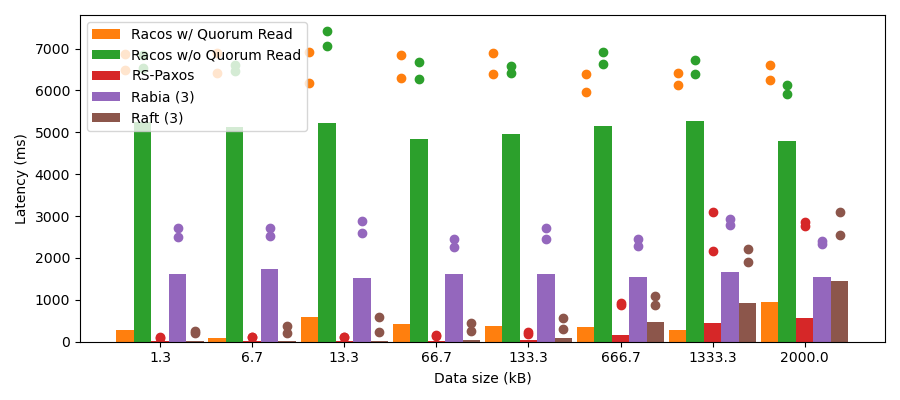 Racos w/ Quorum Read
Racos w/o Quorum Read
RS-Paxos
Rabia (3)
Raft (3)
Latency (ms)
7000
6000
5000
4000
3000
2000
1000
0
1.3 6.7 13.3 66.7 133.3 666.7 1333.3 2000.0
Data size (kB)